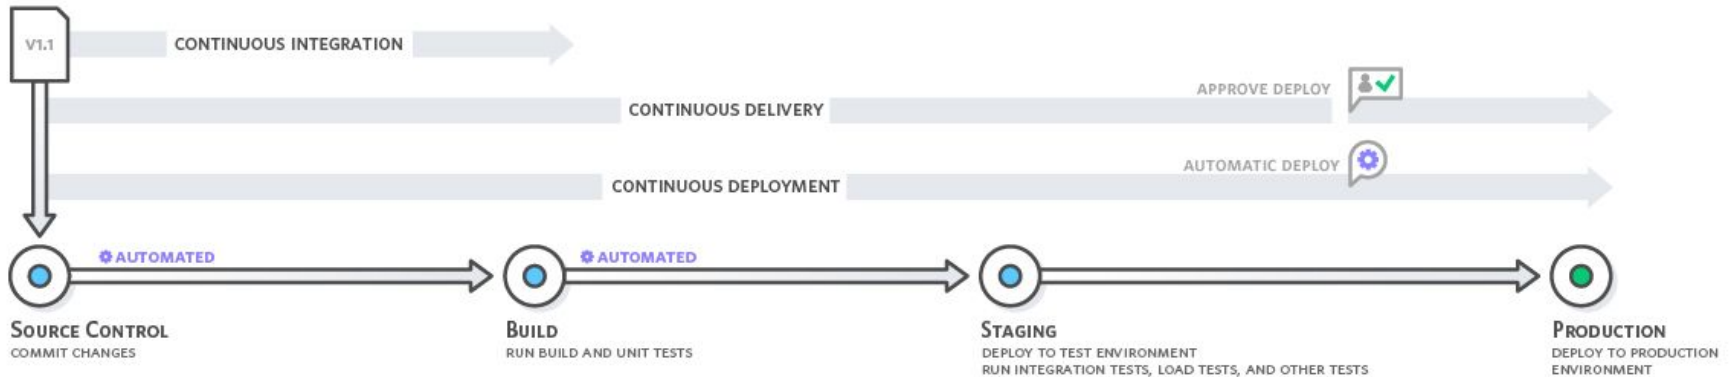 V1.1
CONTINUOUS INTEGRATION
APPROVE DEPLOY
CONTINUOUS DELIVERY
AUTOMATIC DEPLOY
CONTINUOUS DEPLOYMENT
AUTOMATED
AUTOMATED
SOURCE CONTROL
COMMIT CHANGES
BUILD
RUN BUILD AND UNIT TESTS
STAGING
DEPLOY TO TEST ENVIRONMENT
RUN INTEGRATION TESTS, LOAD TESTS, AND OTHER TESTS
PRODUCTION
DEPLOY TO PRODUCTION
ENVIRONMENT